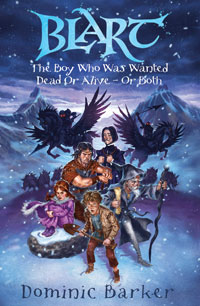 BLART
The Boy Who Was Wanted
Dead Or Alive – Or Both
Dominic Barker